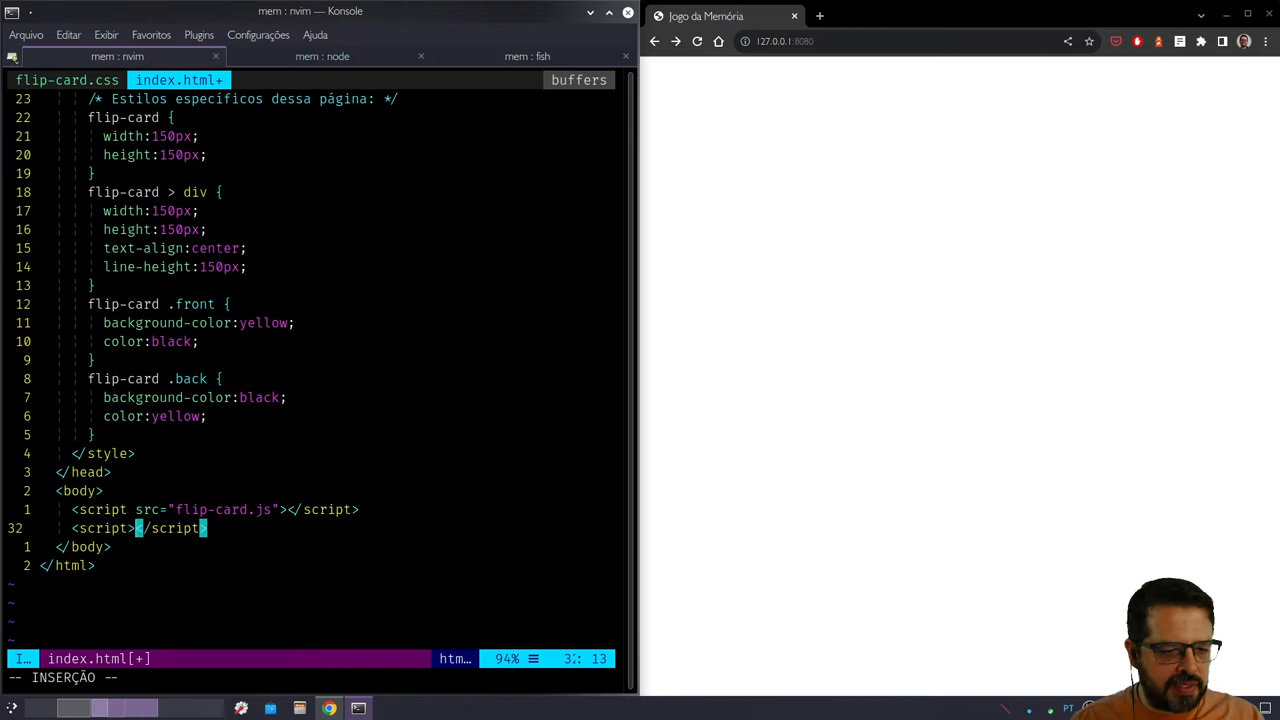 mem : nvim — Konsole
Arquivo Editar Exibir Favoritos Plugins Configurações Ajuda
mem : nvim mem : node mem : fish
flip-card.css index.html+ buffers
23 /* Estilos específicos dessa página: */
22 flip-card {
21 width:150px;
20 height:150px;
19 }
18 flip-card > div {
17 width:150px;
16 height:150px;
15 text-align:center;
14 line-height:150px;
13 }
12 flip-card .front {
11 background-color:yellow;
10 color:black;
9 }
8 flip-card .back {
7 background-color:black;
6 color:yellow;
5 }
4 </style>
3 </head>
2 <body>
1 <script src="flip-card.js"></script>
32 <script></script>
1 </body>
2 </html>
~
~
~
~
I… index.html[+] htm… 94% ☰ 32: 13
-- INSERÇÃO --
Jogo da Memória
127.0.0.1:8080
PT